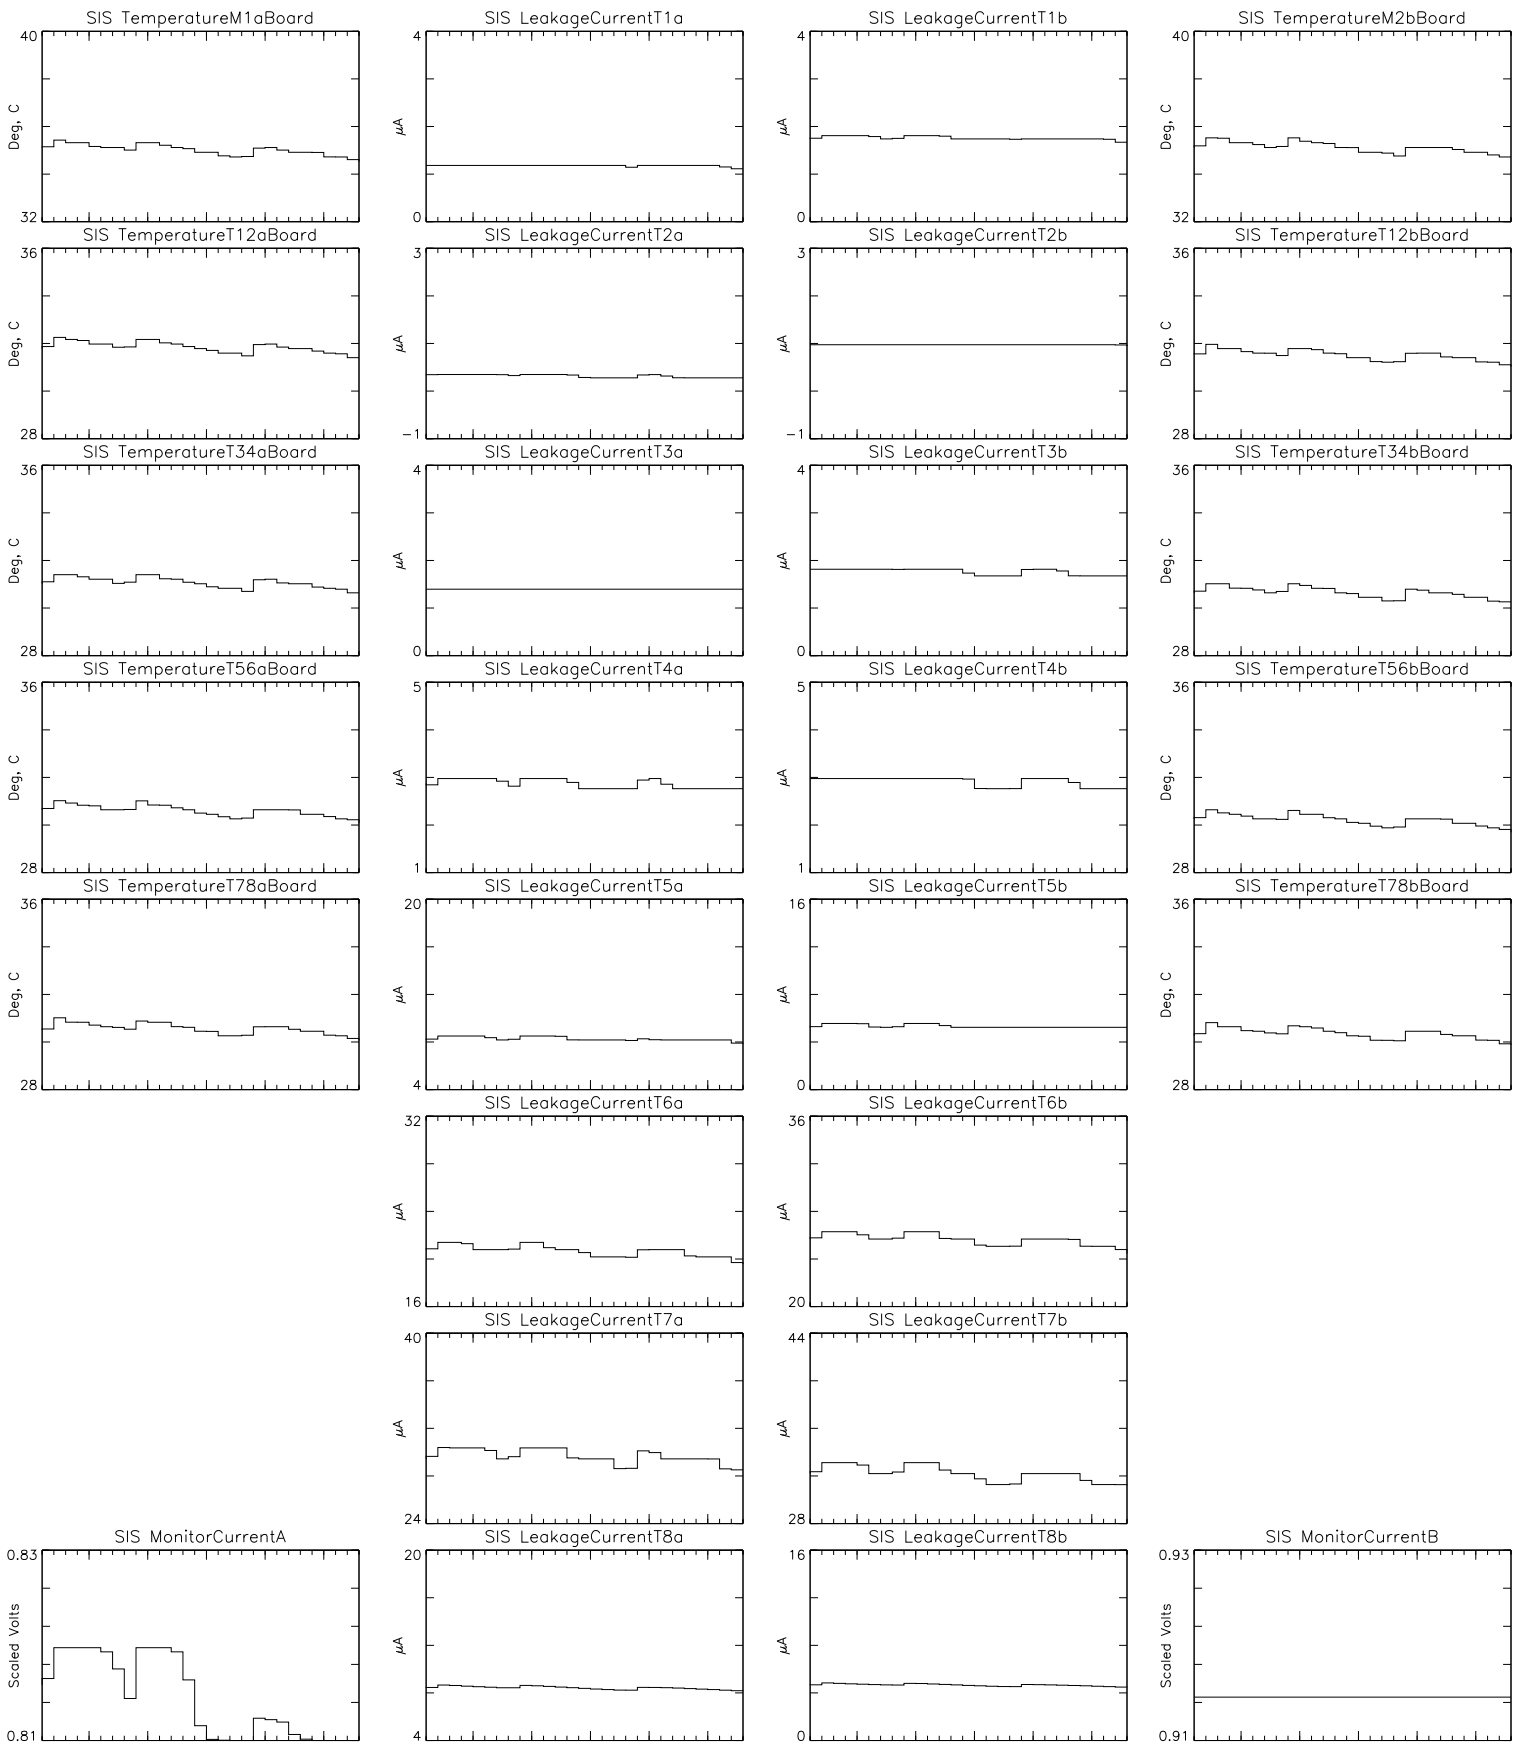 SIS TemperatureM1aBoard
40
Deg, C
32
SIS LeakageCurrentT1a
4
μA
0
SIS LeakageCurrentT1b
4
μA
0
SIS TemperatureM2bBoard
40
Deg, C
32
SIS TemperatureT12aBoard
36
Deg, C
28
SIS LeakageCurrentT2a
3
μA
-1
SIS LeakageCurrentT2b
3
μA
-1
SIS TemperatureT12bBoard
36
Deg, C
28
SIS TemperatureT34aBoard
36
Deg, C
28
SIS LeakageCurrentT3a
4
μA
0
SIS LeakageCurrentT3b
4
μA
0
SIS TemperatureT34bBoard
36
Deg, C
28
SIS TemperatureT56aBoard
36
Deg, C
28
SIS LeakageCurrentT4a
5
μA
1
SIS LeakageCurrentT4b
5
μA
1
SIS TemperatureT56bBoard
36
Deg, C
28
SIS TemperatureT78aBoard
36
Deg, C
28
SIS LeakageCurrentT5a
20
μA
4
SIS LeakageCurrentT5b
16
μA
0
SIS TemperatureT78bBoard
36
Deg, C
28
SIS LeakageCurrentT6a
32
μA
16
SIS LeakageCurrentT6b
36
μA
20
SIS LeakageCurrentT7a
40
μA
24
SIS LeakageCurrentT7b
44
μA
28
SIS MonitorCurrentA
0.83
Scaled Volts
0.81
SIS LeakageCurrentT8a
20
μA
4
SIS LeakageCurrentT8b
16
μA
0
SIS MonitorCurrentB
0.93
Scaled Volts
0.91